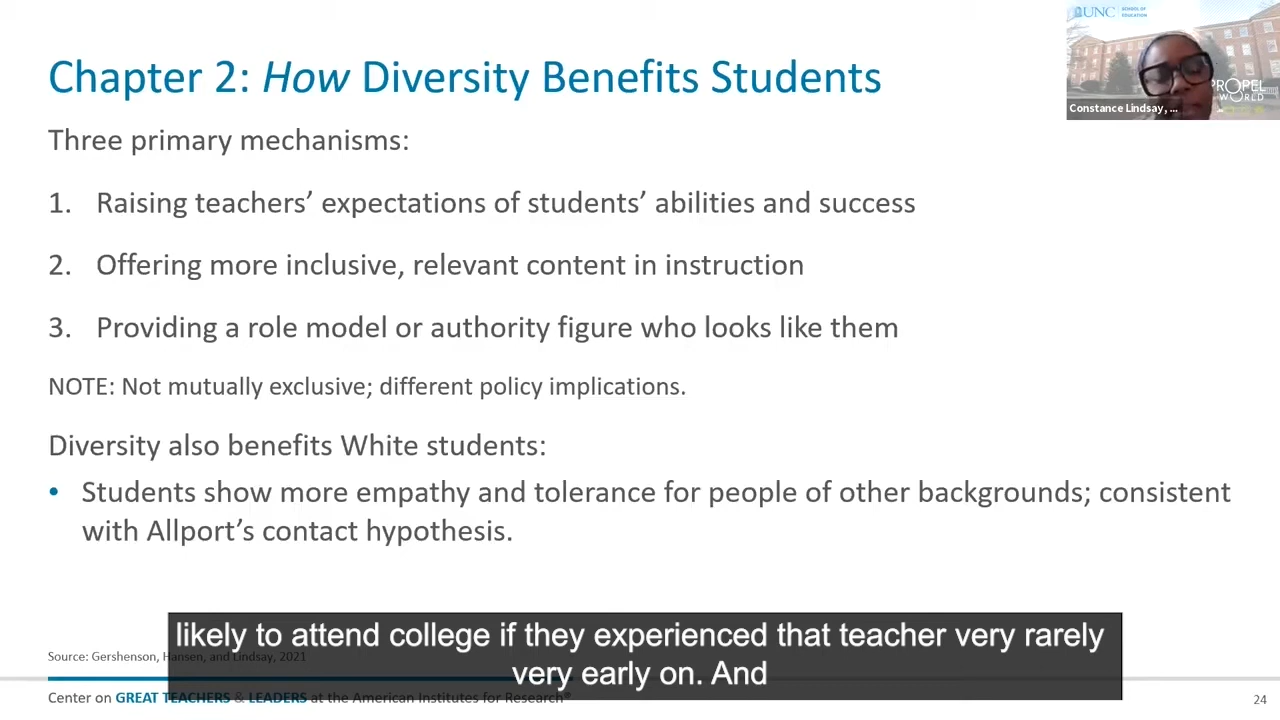 Chapter 2: How Diversity Benefits Students
UNC SCHOOL OF
EDUCATION
PROPEL
WORLD
Constance Lindsay, ...
Three primary mechanisms:
1. Raising teachers’ expectations of students’ abilities and success
2. Offering more inclusive, relevant content in instruction
3. Providing a role model or authority figure who looks like them
NOTE: Not mutually exclusive; different policy implications.
Diversity also benefits White students:
• Students show more empathy and tolerance for people of other backgrounds; consistent
with Allport’s contact hypothesis.
likely to attend college if they experienced that teacher very rarely
very early on. And
Source: Gershenson, Hansen, and Lindsay, 2021
Center on GREAT TEACHERS & LEADERS at the American Institutes for Research®
24